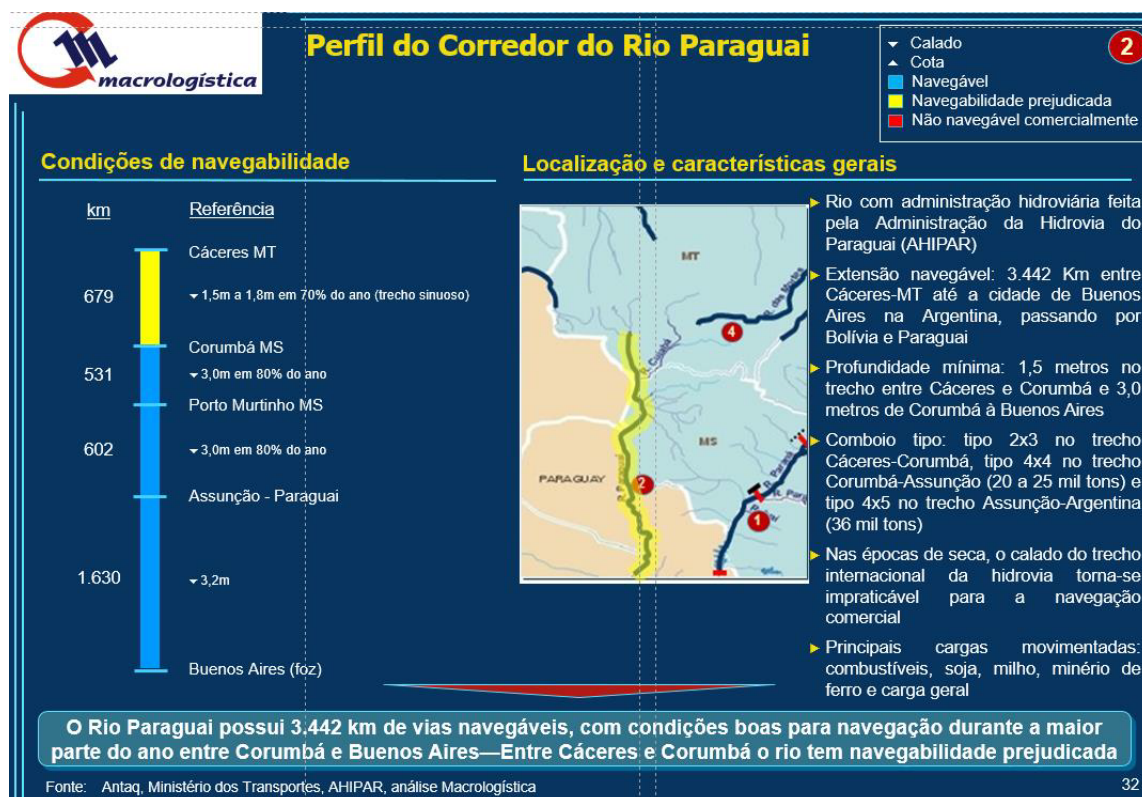 macrologística
Perfil do Corredor do Rio Paraguai
Calado
Cota
Navegável
Navegabilidade prejudicada
Não navegável comercialmente
2
Condições de navegabilidade
km
Referência
Cáceres MT
679
1,5m a 1,8m em 70% do ano (trecho sinuoso)
Corumbá MS
531
3,0m em 80% do ano
Porto Murtinho MS
602
3,0m em 80% do ano
Assunção - Paraguai
1.630
3,2m
Buenos Aires (foz)
Localização e características gerais
MT
R. das Mortes
4
R. Cuiabá
MS
PARAGUAY
2
R. Paraná
1
Rio com administração hidroviária feita
pela Administração da Hidrovia do
Paraguai (AHIPAR)
Extensão navegável: 3.442 Km entre
Cáceres-MT até a cidade de Buenos
Aires na Argentina, passando por
Bolívia e Paraguai
Profundidade mínima: 1,5 metros no
trecho entre Cáceres e Corumbá e 3,0
metros de Corumbá à Buenos Aires
Comboio tipo: tipo 2x3 no trecho
Cáceres-Corumbá, tipo 4x4 no trecho
Corumbá-Assunção (20 a 25 mil tons) e
tipo 4x5 no trecho Assunção-Argentina
(36 mil tons)
Nas épocas de seca, o calado do trecho
internacional da hidrovia torna-se
impraticável para a navegação
comercial
Principais cargas movimentadas:
combustíveis, soja, milho, minério de
ferro e carga geral
O Rio Paraguai possui 3.442 km de vias navegáveis, com condições boas para navegação durante a maior
parte do ano entre Corumbá e Buenos Aires—Entre Cáceres e Corumbá o rio tem navegabilidade prejudicada
Fonte: Antaq, Ministério dos Transportes, AHIPAR, análise Macrologística
32